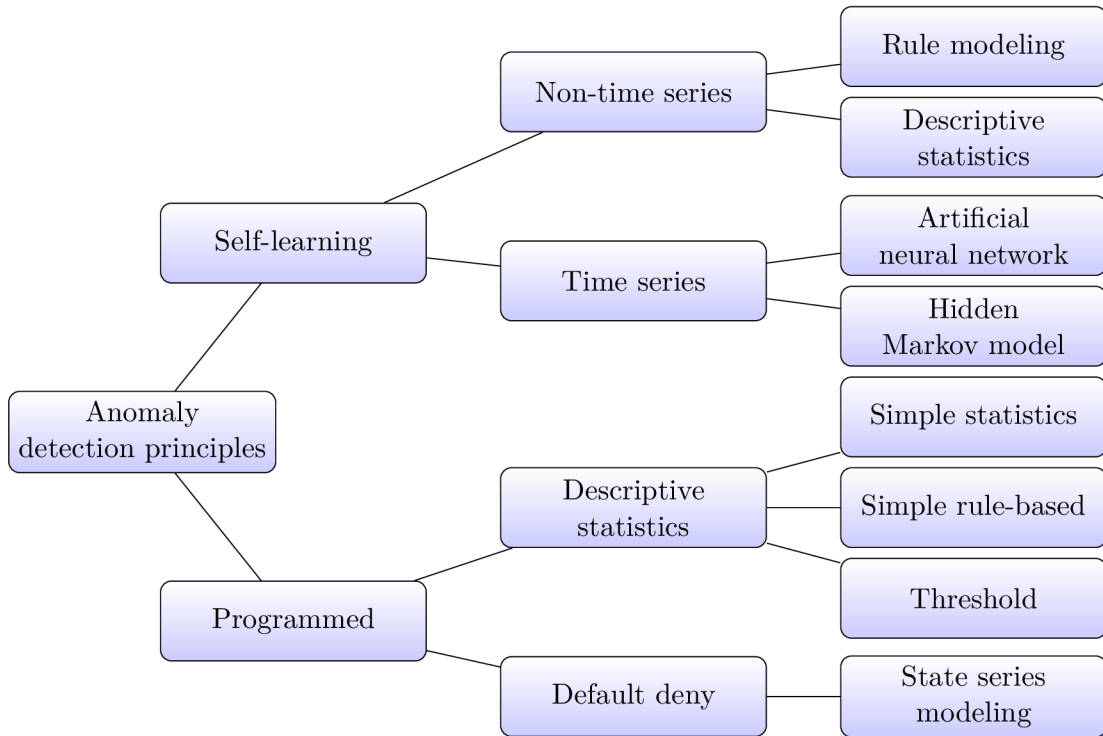 Rule modeling
Non-time series
Descriptive
statistics
Self-learning
Artificial
neural network
Time series
Hidden
Markov model
Anomaly
detection principles
Simple statistics
Descriptive
statistics
Simple rule-based
Threshold
Programmed
Default deny
State series
modeling